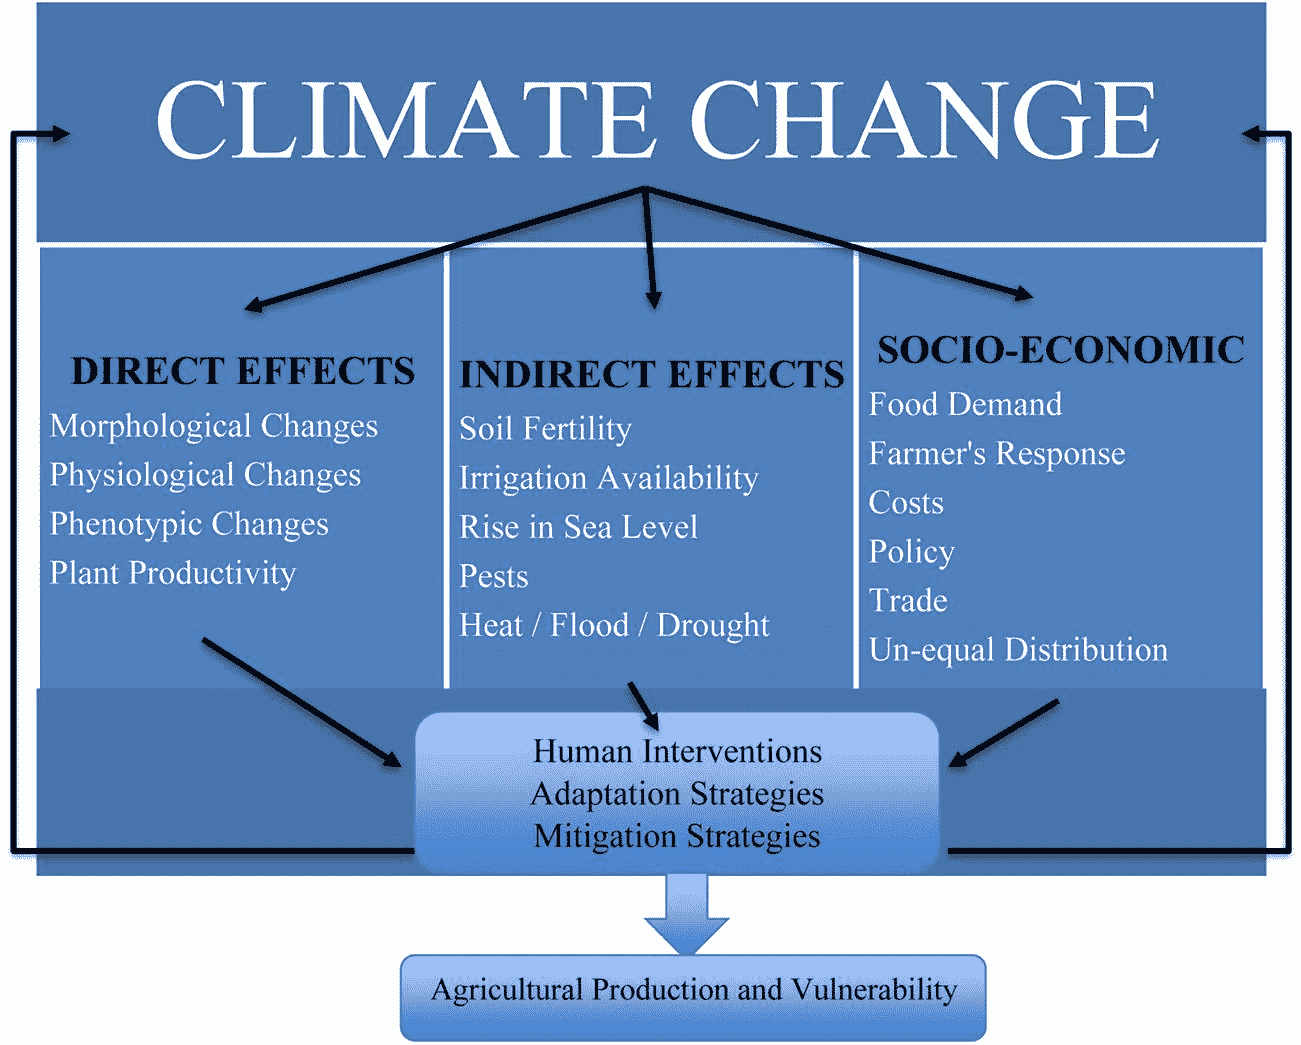 CLIMATE CHANGE
DIRECT EFFECTS
Morphological Changes
Physiological Changes
Phenotypic Changes
Plant Productivity
INDIRECT EFFECTS
Soil Fertility
Irrigation Availability
Rise in Sea Level
Pests
Heat / Flood / Drought
SOCIO-ECONOMIC
Food Demand
Farmer's Response
Costs
Policy
Trade
Un-equal Distribution
Human Interventions
Adaptation Strategies
Mitigation Strategies
Agricultural Production and Vulnerability